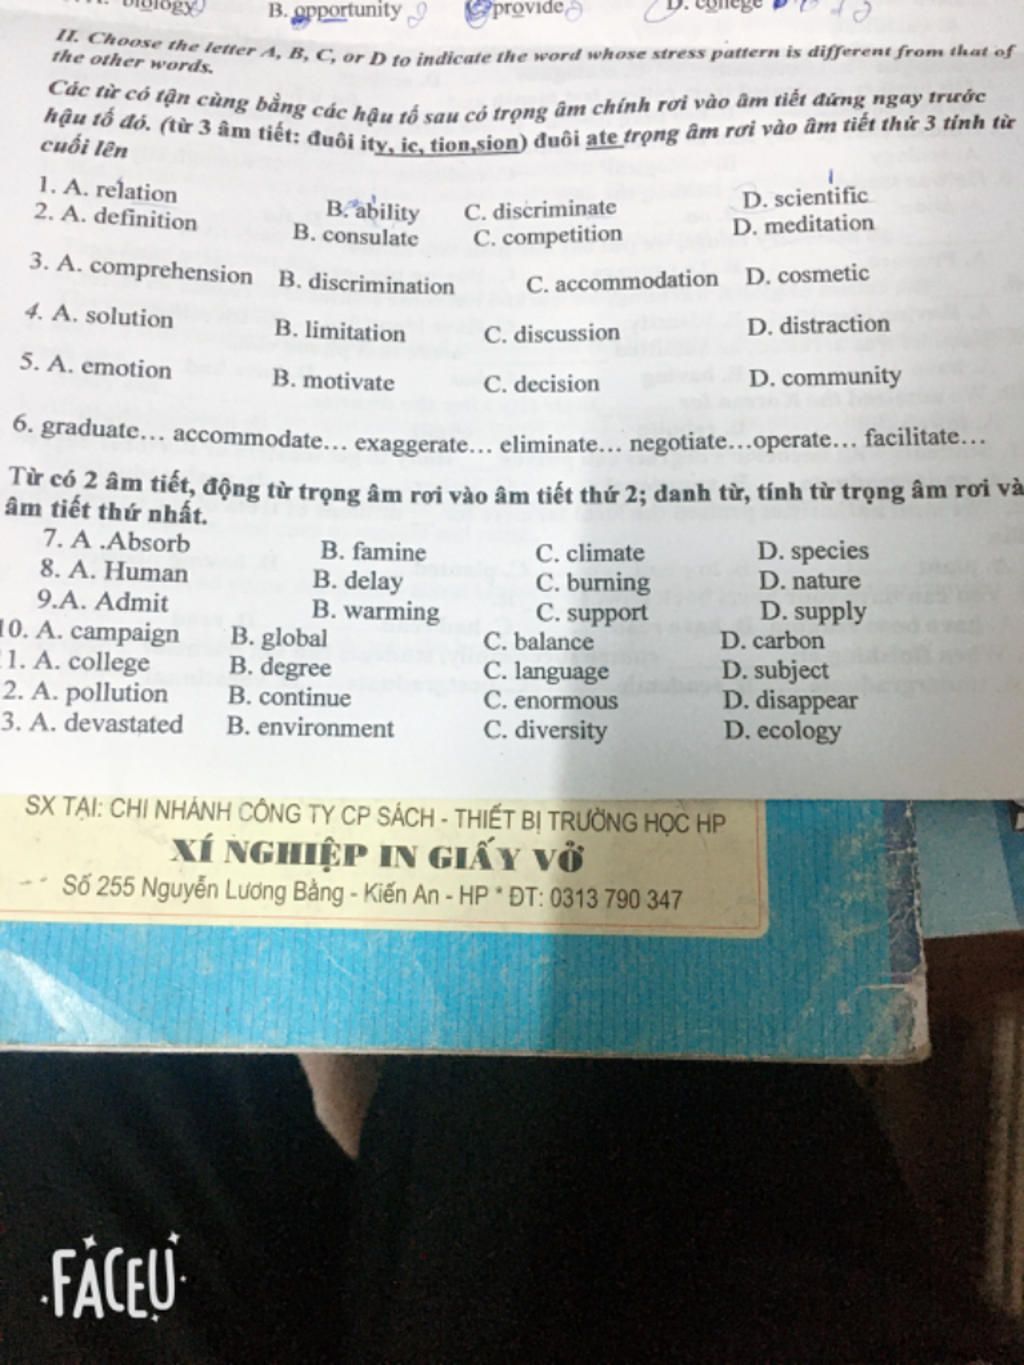 B. opportunity
provide
D. college
II. Choose the letter A, B, C, or D to indicate the word whose stress pattern is different from that of
the other words.
Các từ có tận cùng bằng các hậu tố sau có trọng âm chính rơi vào âm tiết đứng ngay trước
hậu tố đó. (từ 3 âm tiết: đuôi ity, ic, tion,sion) đuôi ate trọng âm rơi vào âm tiết thứ 3 tính từ
cuối lên
1. A. relation B. ability C. discriminate D. scientific
2. A. definition B. consulate C. competition D. meditation
3. A. comprehension B. discrimination C. accommodation D. cosmetic
4. A. solution B. limitation C. discussion D. distraction
5. A. emotion B. motivate C. decision D. community
6. graduate... accommodate... exaggerate... eliminate... negotiate...operate... facilitate...
Từ có 2 âm tiết, động từ trọng âm rơi vào âm tiết thứ 2; danh từ, tính từ trọng âm rơi và
âm tiết thứ nhất.
7. A .Absorb B. famine C. climate D. species
8. A. Human B. delay C. burning D. nature
9.A. Admit B. warming C. support D. supply
10. A. campaign B. global C. balance D. carbon
1. A. college B. degree C. language D. subject
2. A. pollution B. continue C. enormous D. disappear
3. A. devastated B. environment C. diversity D. ecology
SX TẠI: CHI NHÁNH CÔNG TY CP SÁCH - THIẾT BỊ TRƯỜNG HỌC HP
XÍ NGHIỆP IN GIẤY VỞ
Số 255 Nguyễn Lương Bằng - Kiến An - HP * ĐT: 0313 790 347
FACEU